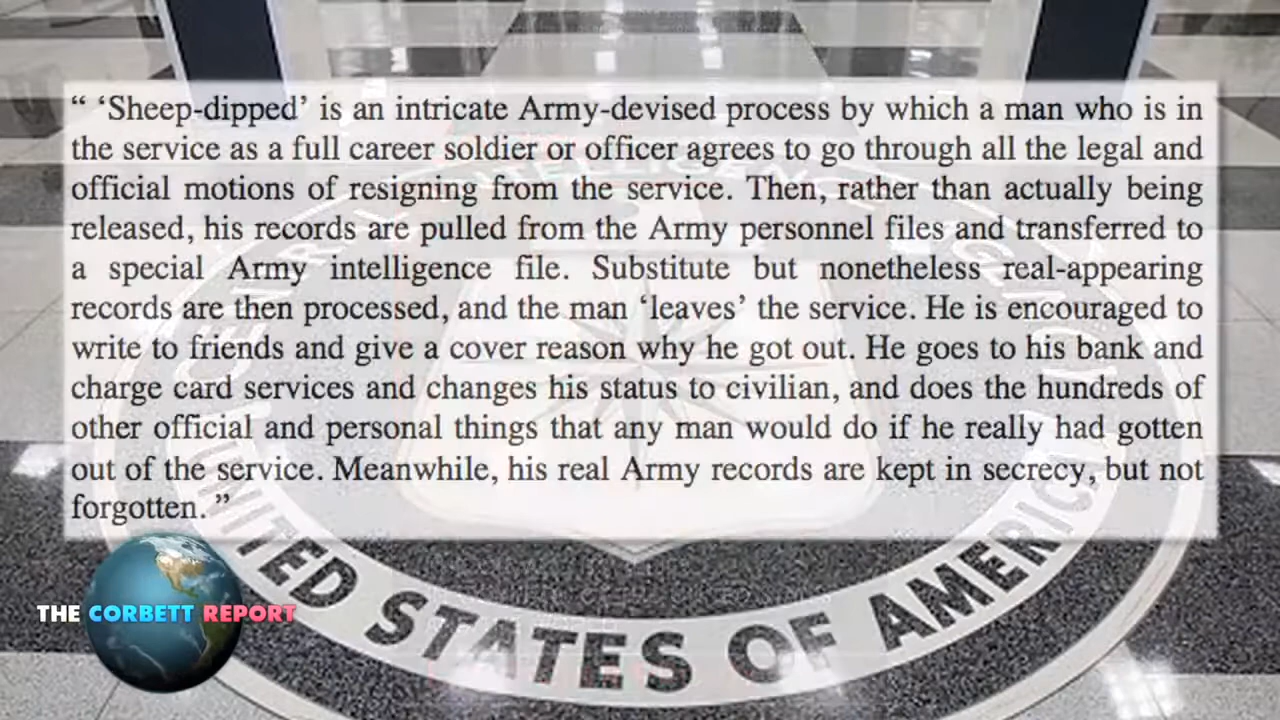 “ ‘Sheep-dipped’ is an intricate Army-devised process by which a man who is in
the service as a full career soldier or officer agrees to go through all the legal and
official motions of resigning from the service. Then, rather than actually being
released, his records are pulled from the Army personnel files and transferred to
a special Army intelligence file. Substitute but nonetheless real-appearing
records are then processed, and the man ‘leaves’ the service. He is encouraged to
write to friends and give a cover reason why he got out. He goes to his bank and
charge card services and changes his status to civilian, and does the hundreds of
other official and personal things that any man would do if he really had gotten
out of the service. Meanwhile, his real Army records are kept in secrecy, but not
forgotten. ”
THE CORBETT REPORT
UNITED STATES OF AMERICA